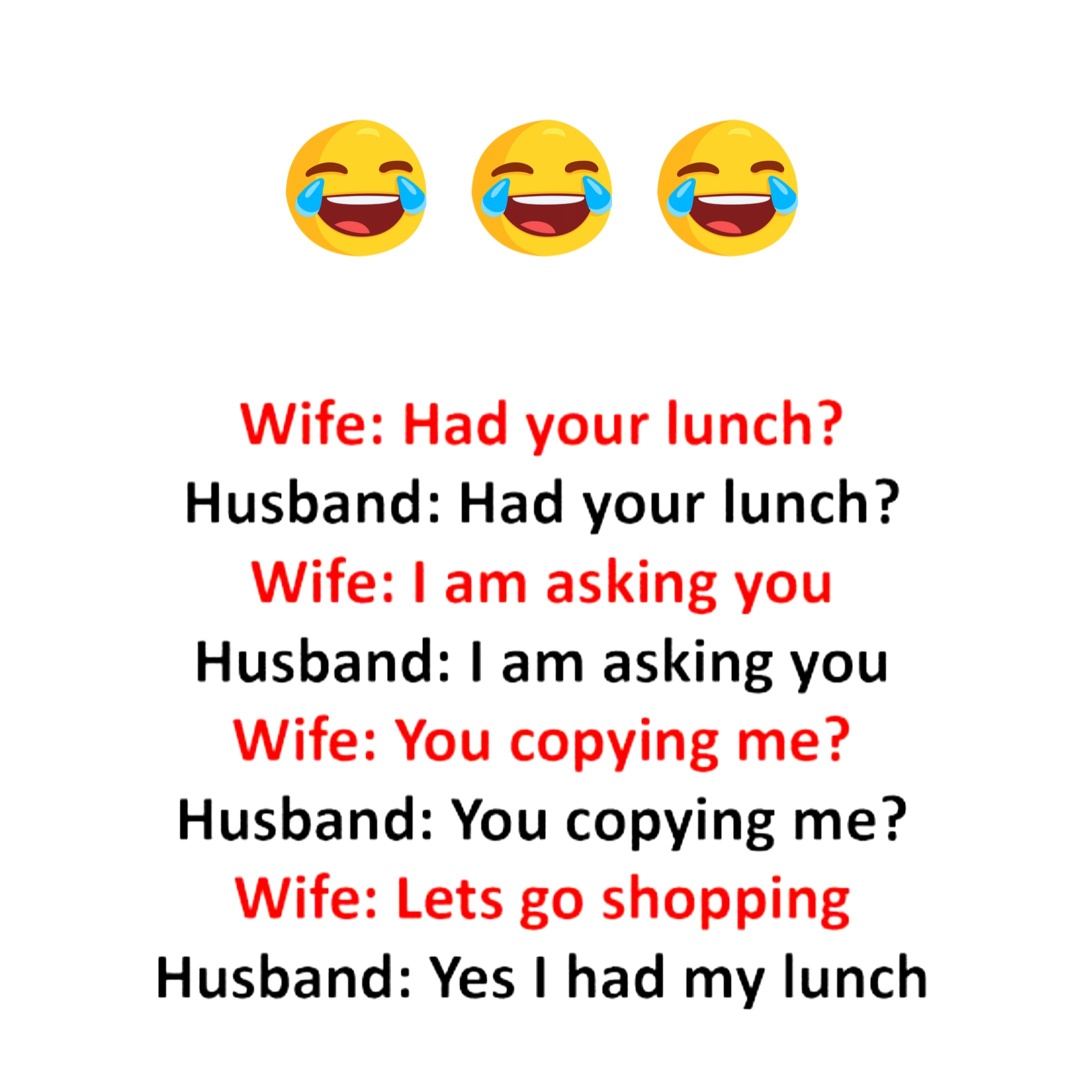 Wife: Had your lunch?
Husband: Had your lunch?
Wife: I am asking you
Husband: I am asking you
Wife: You copying me?
Husband: You copying me?
Wife: Lets go shopping
Husband: Yes I had my lunch